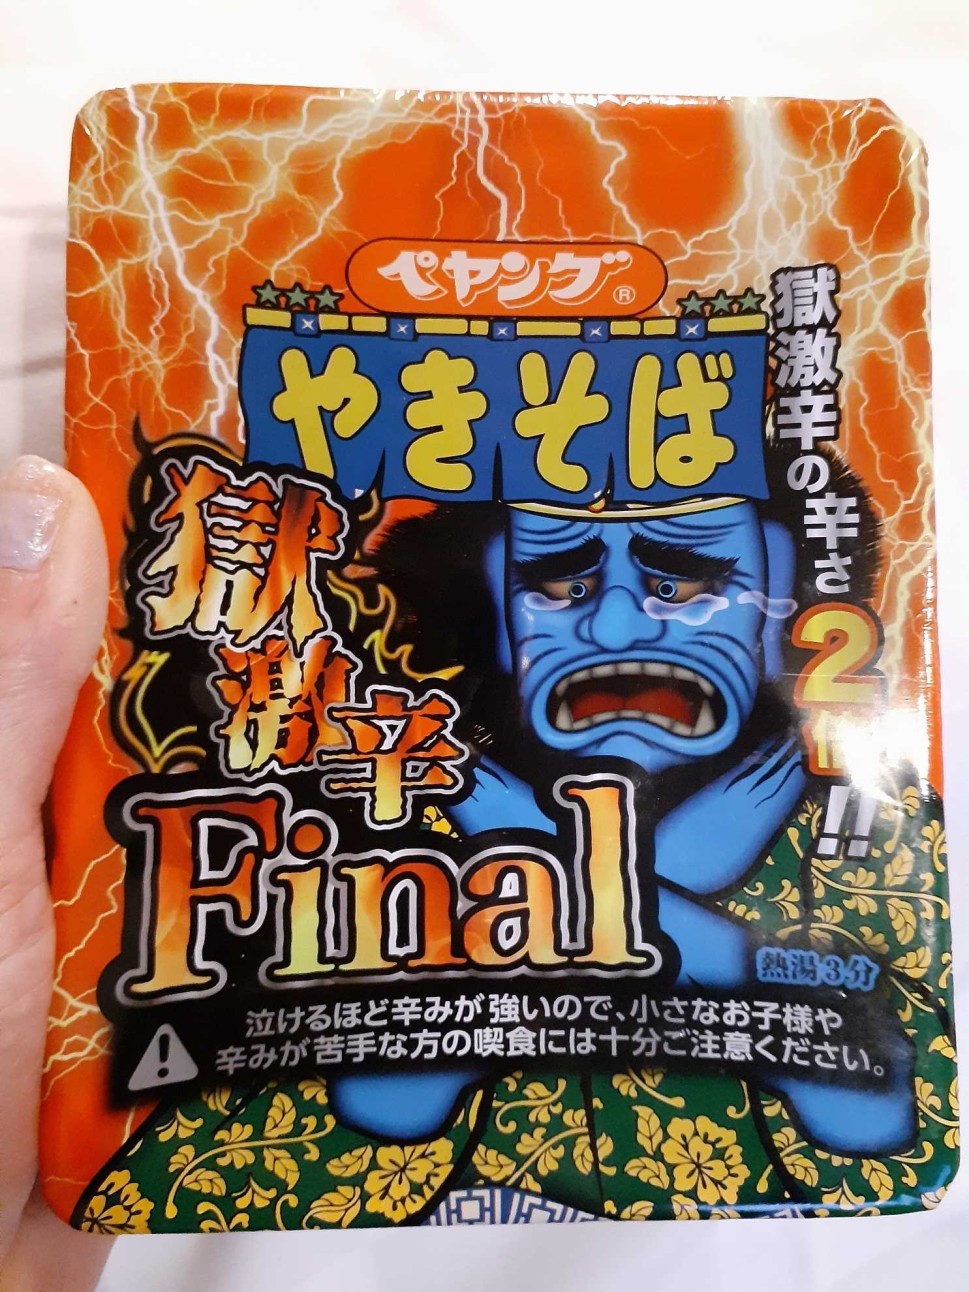 ペヤング®
やきそば
獄激辛の辛さ2倍!!
獄激辛
Final
熱湯3分
泣けるほど辛みが強いので、小さなお子様や
辛みが苦手な方の喫食には十分ご注意ください。